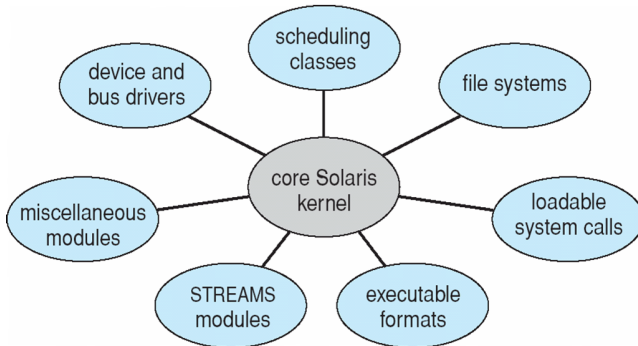 scheduling
classes
device and
bus drivers
file systems
core Solaris
kernel
miscellaneous
modules
loadable
system calls
STREAMS
modules
executable
formats